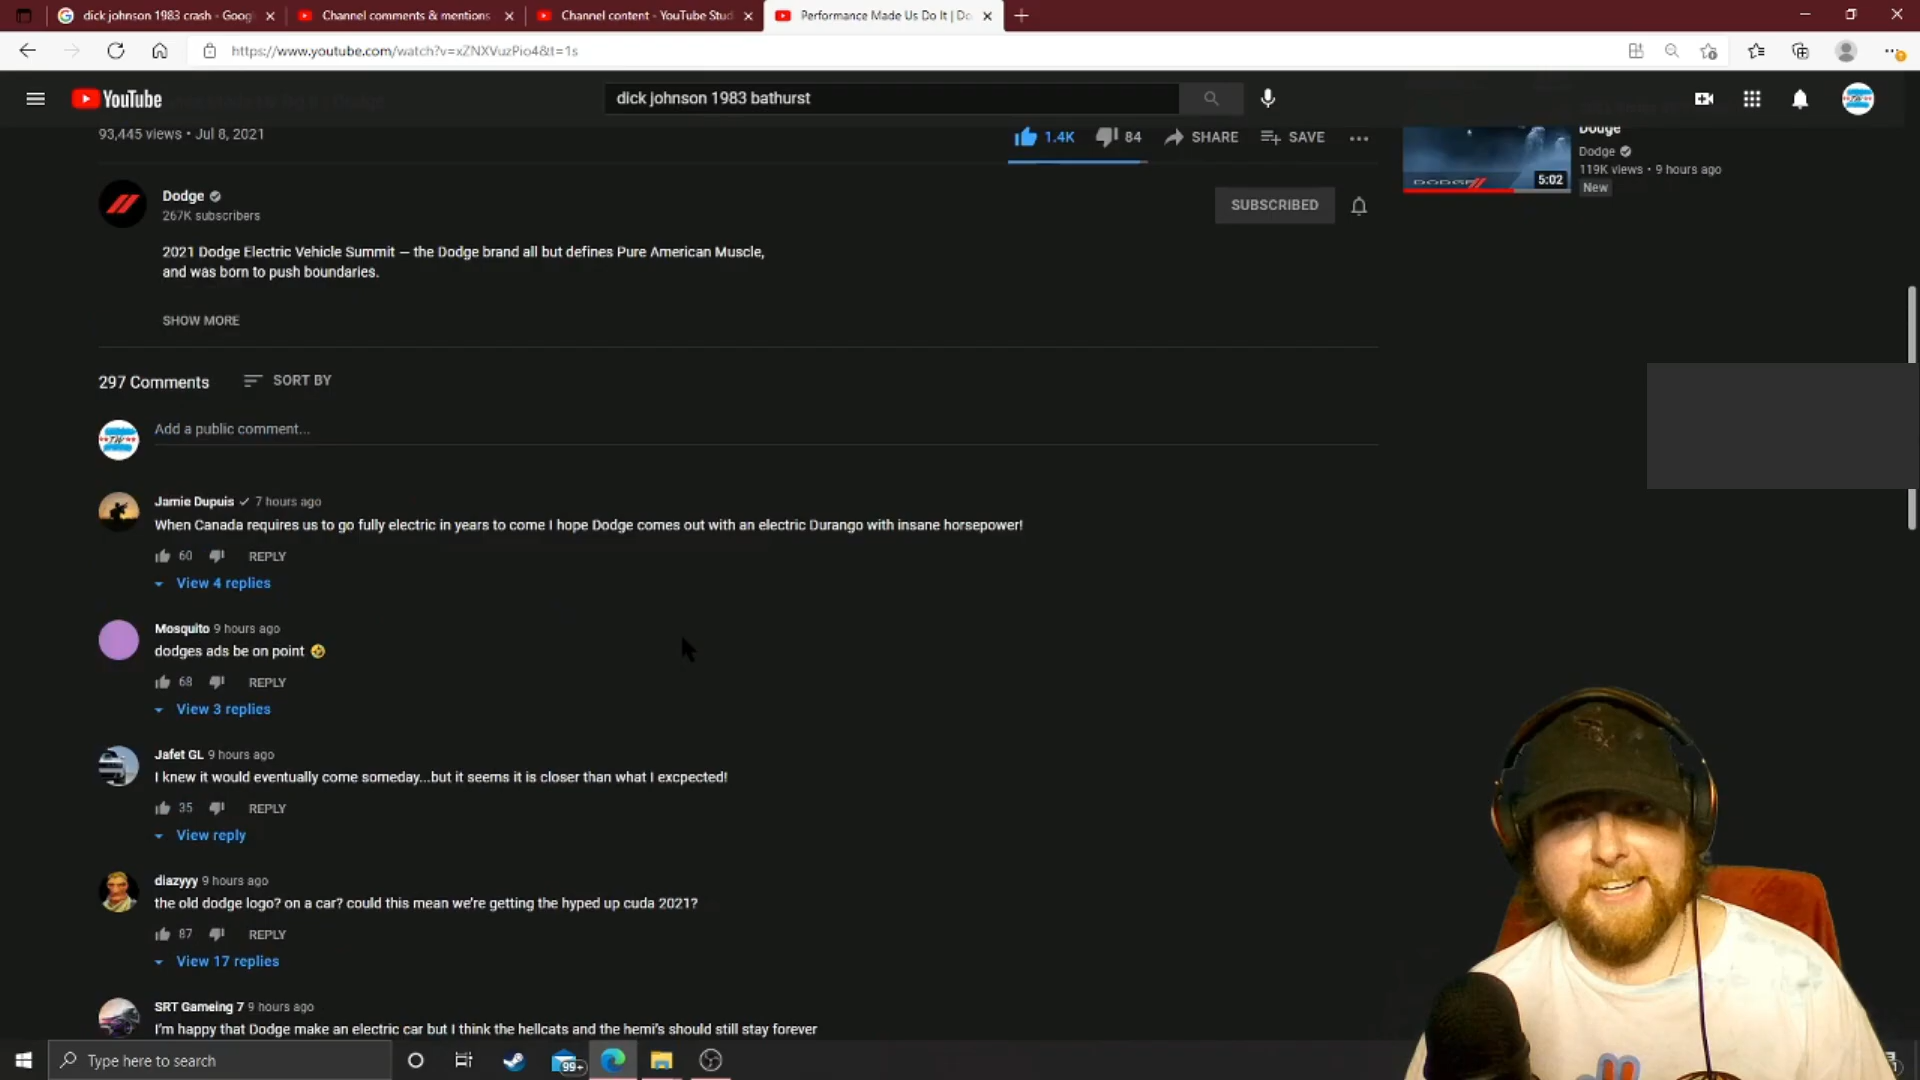 dick johnson 1983 crash - Goog
Channel comments & mentions
Channel content - YouTube Stud
Performance Made Us Do It | Do
https://www.youtube.com/watch?v=xZNXVuzPio4&t=1s
YouTube
dick johnson 1983 bathurst
93,445 views • Jul 8, 2021
1.4K
84
SHARE
SAVE
Dodge
Dodge
119K views • 9 hours ago
New
DODGE
5:02
Dodge
267K subscribers
SUBSCRIBED
2021 Dodge Electric Vehicle Summit – the Dodge brand all but defines Pure American Muscle,
and was born to push boundaries.
SHOW MORE
297 Comments
SORT BY
TW
Add a public comment...
Jamie Dupuis 7 hours ago
When Canada requires us to go fully electric in years to come I hope Dodge comes out with an electric Durango with insane horsepower!
60
REPLY
View 4 replies
Mosquito 9 hours ago
dodges ads be on point 🤣
68
REPLY
View 3 replies
Jafet GL 9 hours ago
I knew it would eventually come someday...but it seems it is closer than what I excpected!
35
REPLY
View reply
diazyyy 9 hours ago
the old dodge logo? on a car? could this mean we're getting the hyped up cuda 2021?
87
REPLY
View 17 replies
SRT Gameing 7 9 hours ago
I'm happy that Dodge make an electric car but I think the hellcats and the hemi's should still stay forever
Type here to search
99+